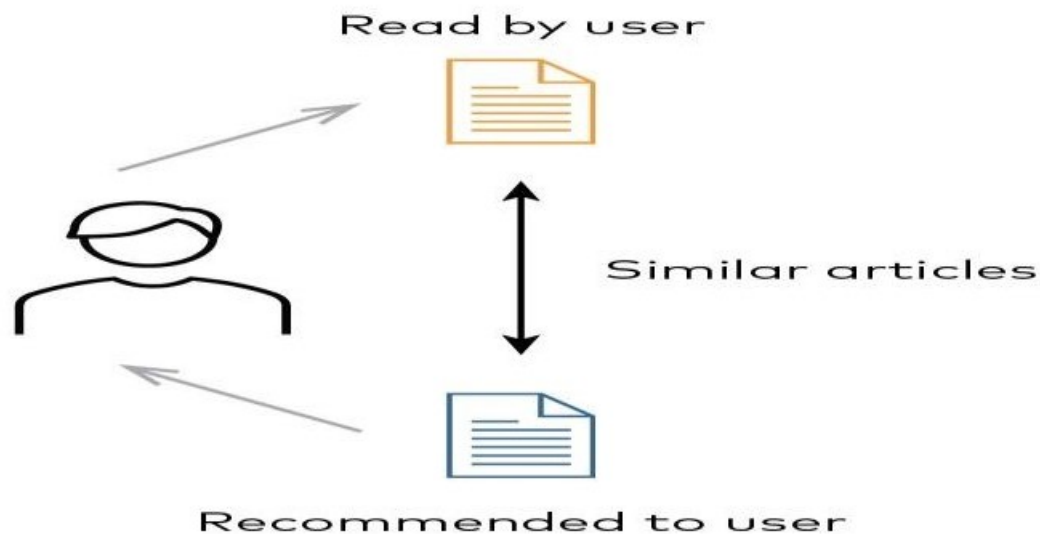 Read by user
Similar articles
Recommended to user